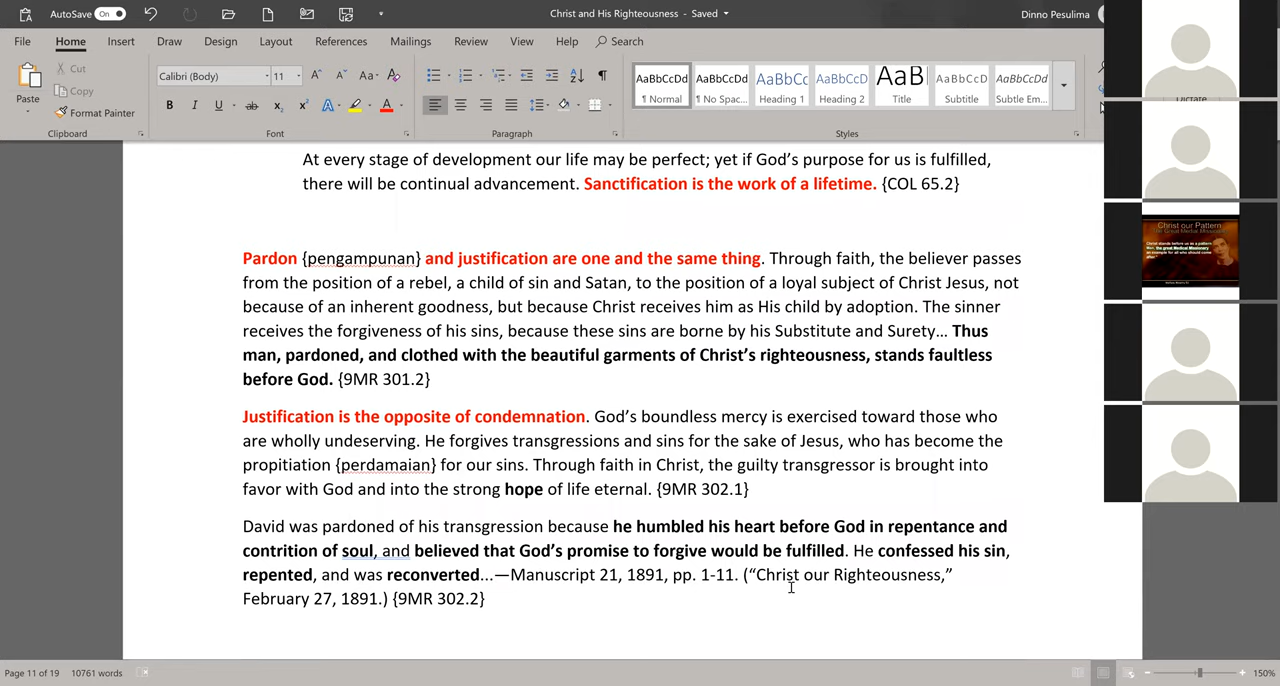 AutoSave On
Christ and His Righteousness - Saved
Dinno Pesulima
File Home Insert Draw Design Layout References Mailings Review View Help Search
Paste
Cut
Copy
Format Painter
Clipboard
Calibri (Body) 11
Font
Paragraph
AaBbCcDd AaBbCcDd AaBbCc AaBbCcD AaB AaBbCcD AaBbCcDd
¶ Normal ¶ No Spac... Heading 1 Heading 2 Title Subtitle Subtle Em...
Styles
Dictate
At every stage of development our life may be perfect; yet if God’s purpose for us is fulfilled,
there will be continual advancement. Sanctification is the work of a lifetime. {COL 65.2}
Pardon {pengampunan} and justification are one and the same thing. Through faith, the believer passes
from the position of a rebel, a child of sin and Satan, to the position of a loyal subject of Christ Jesus, not
because of an inherent goodness, but because Christ receives him as His child by adoption. The sinner
receives the forgiveness of his sins, because these sins are borne by his Substitute and Surety… Thus
man, pardoned, and clothed with the beautiful garments of Christ’s righteousness, stands faultless
before God. {9MR 301.2}
Justification is the opposite of condemnation. God’s boundless mercy is exercised toward those who
are wholly undeserving. He forgives transgressions and sins for the sake of Jesus, who has become the
propitiation {perdamaian} for our sins. Through faith in Christ, the guilty transgressor is brought into
favor with God and into the strong hope of life eternal. {9MR 302.1}
David was pardoned of his transgression because he humbled his heart before God in repentance and
contrition of soul, and believed that God’s promise to forgive would be fulfilled. He confessed his sin,
repented, and was reconverted...—Manuscript 21, 1891, pp. 1-11. (“Christ our Righteousness,”
February 27, 1891.) {9MR 302.2}
Christ our Pattern
Page 11 of 19 10761 words
150%